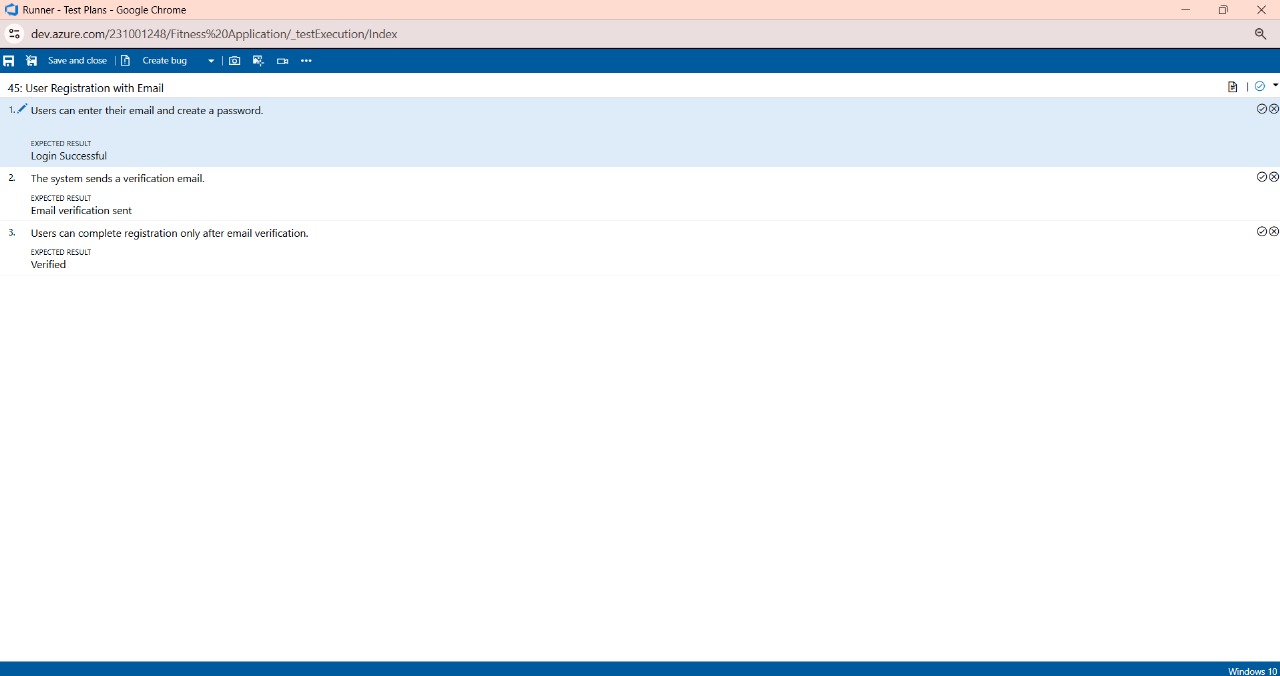 Runner - Test Plans - Google Chrome
dev.azure.com/231001248/Fitness%20Application/_testExecution/Index
Save and close
Create bug
45: User Registration with Email
1. Users can enter their email and create a password.
EXPECTED RESULT
Login Successful
2. The system sends a verification email.
EXPECTED RESULT
Email verification sent
3. Users can complete registration only after email verification.
EXPECTED RESULT
Verified
Windows 10